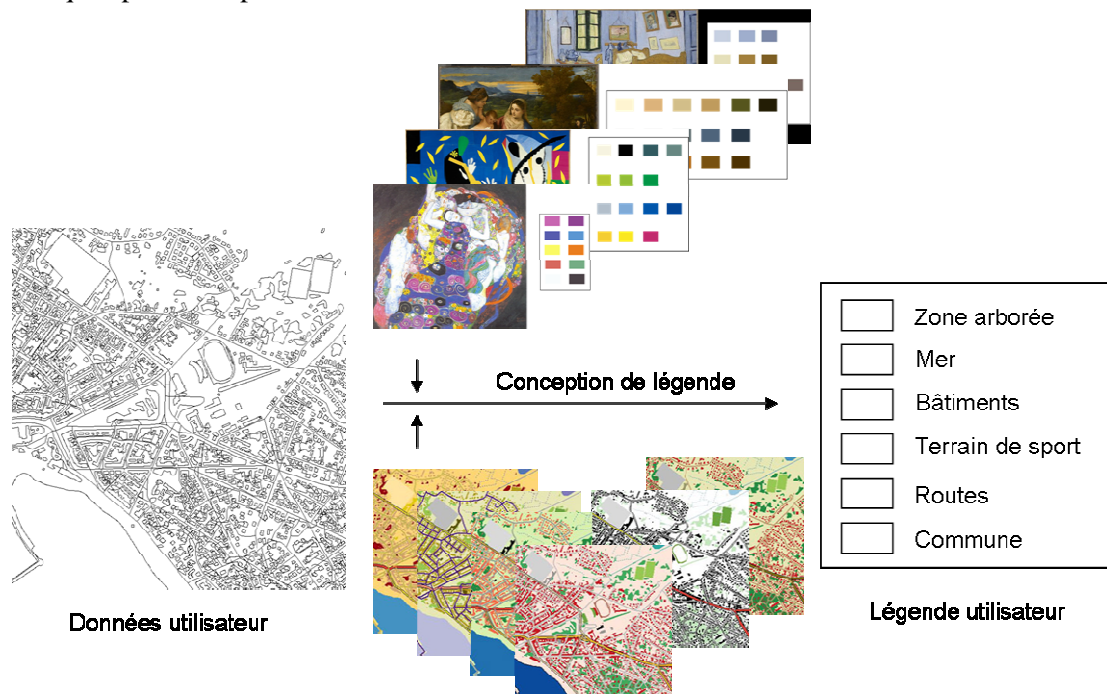 Conception de légende
Zone arborée
Mer
Bâtiments
Terrain de sport
Routes
Commune
Données utilisateur
Légende utilisateur